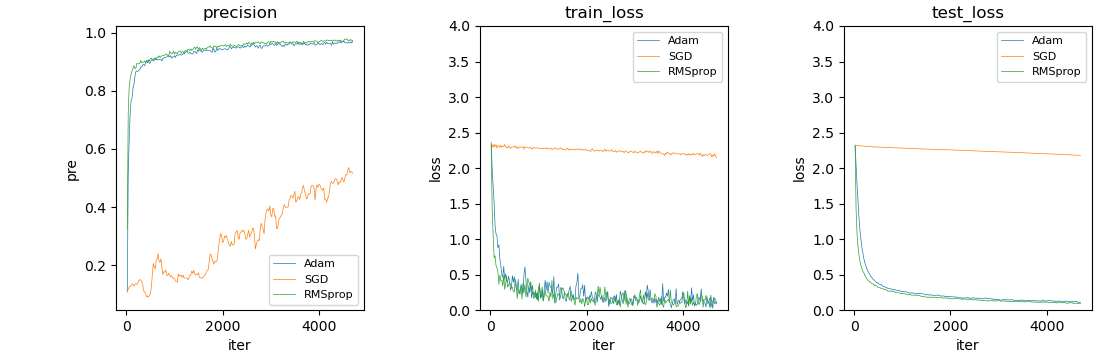 precision
pre
1.0
0.8
0.6
0.4
0.2
0
2000
4000
iter
Adam
SGD
RMSprop
train_loss
loss
4.0
3.5
3.0
2.5
2.0
1.5
1.0
0.5
0.0
0
2000
4000
iter
Adam
SGD
RMSprop
test_loss
loss
4.0
3.5
3.0
2.5
2.0
1.5
1.0
0.5
0.0
0
2000
4000
iter
Adam
SGD
RMSprop